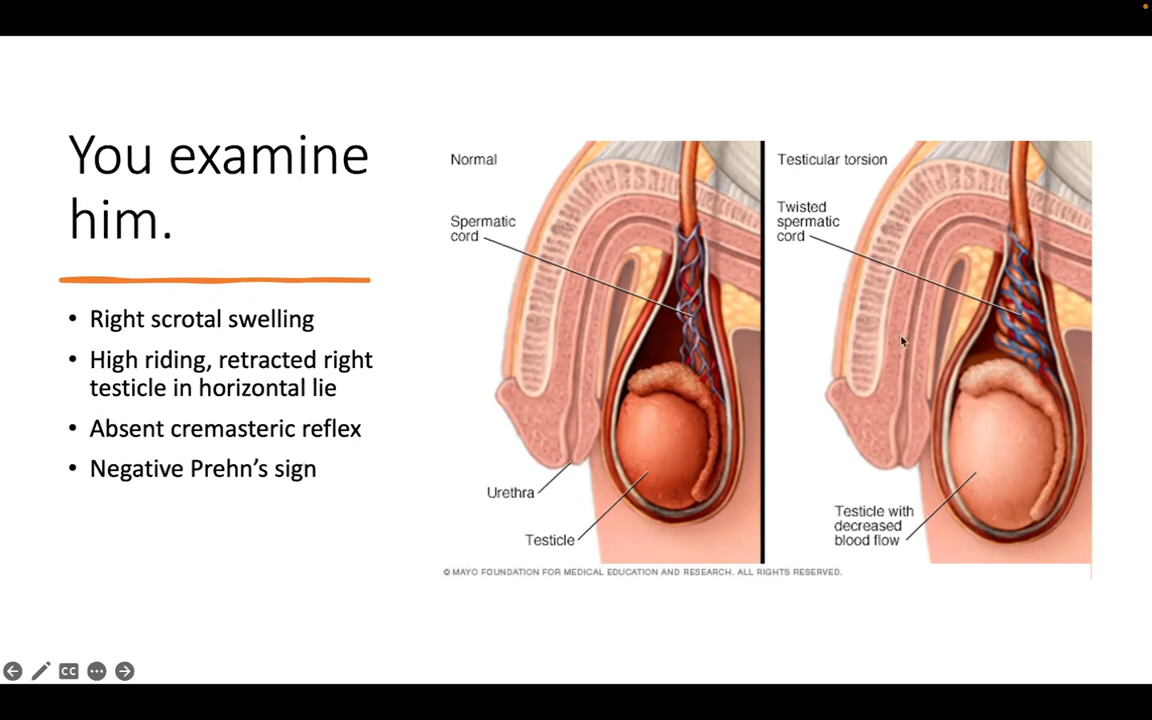 You examine
him.
• Right scrotal swelling
• High riding, retracted right
testicle in horizontal lie
• Absent cremasteric reflex
• Negative Prehn’s sign
Normal
Spermatic
cord
Urethra
Testicle
Testicular torsion
Twisted
spermatic
cord
Testicle with
decreased
blood flow
© MAYO FOUNDATION FOR MEDICAL EDUCATION AND RESEARCH. ALL RIGHTS RESERVED.
CC